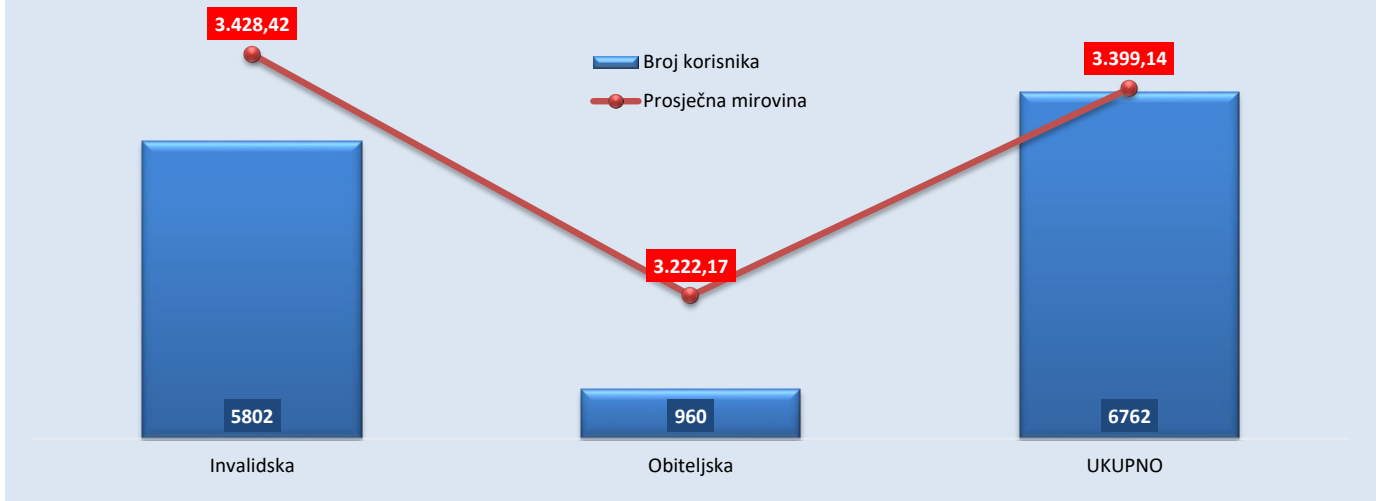 3.428,42
Broj korisnika
3.399,14
Prosječna mirovina
3.222,17
5802
960
6762
Invalidska
Obiteljska
UKUPNO